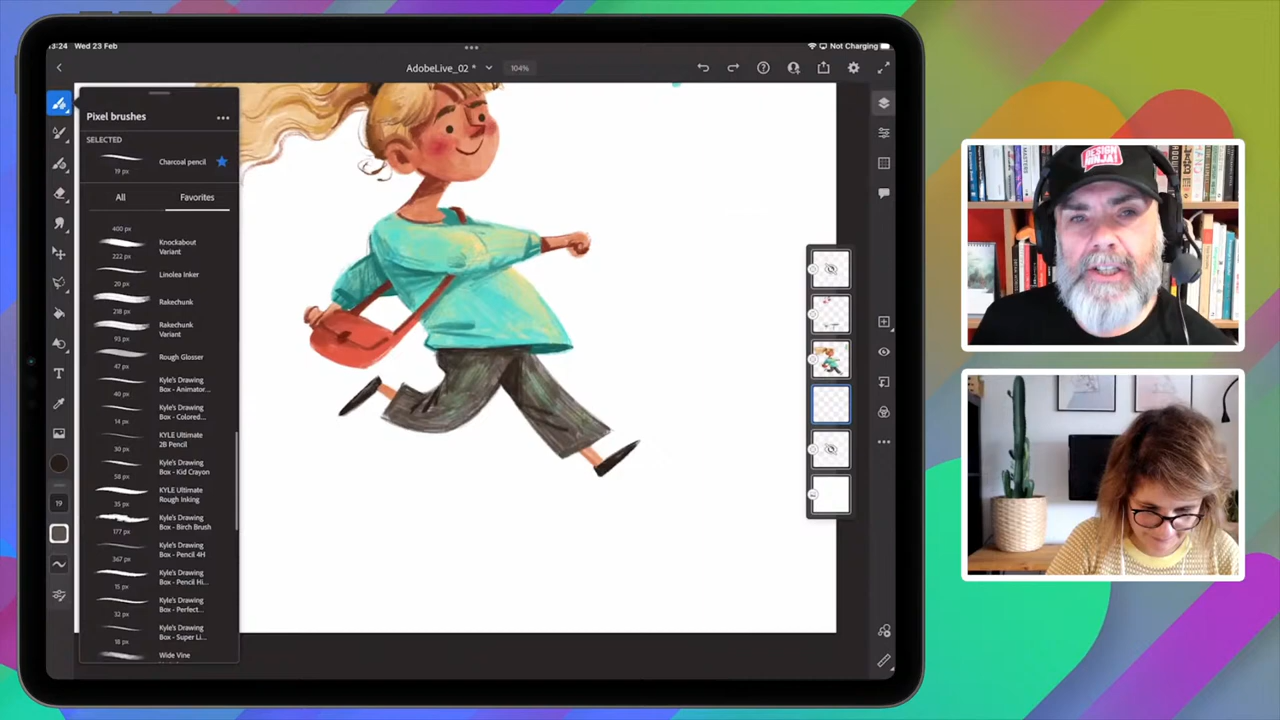 3:24 Wed 23 Feb
Not Charging
AdobeLive_02 *
104%
Pixel brushes
SELECTED
Charcoal pencil
19 px
All
Favorites
400 px
Knockabout
Variant
222 px
Linolea Inker
20 px
Rakechunk
218 px
Rakechunk
Variant
93 px
Rough Glosser
47 px
Kyle's Drawing
Box - Animator...
40 px
Kyle's Drawing
Box - Colored...
14 px
KYLE Ultimate
2B Pencil
30 px
Kyle's Drawing
Box - Kid Crayon
58 px
KYLE Ultimate
Rough Inking
35 px
Kyle's Drawing
Box - Birch Brush
177 px
Kyle's Drawing
Box - Pencil 4H
367 px
Kyle's Drawing
Box - Pencil Hi...
15 px
Kyle's Drawing
Box - Perfect...
32 px
Kyle's Drawing
Box - Super Li...
18 px
Wide Vine
19
T
DESIGN
NINJA!
MASTERS